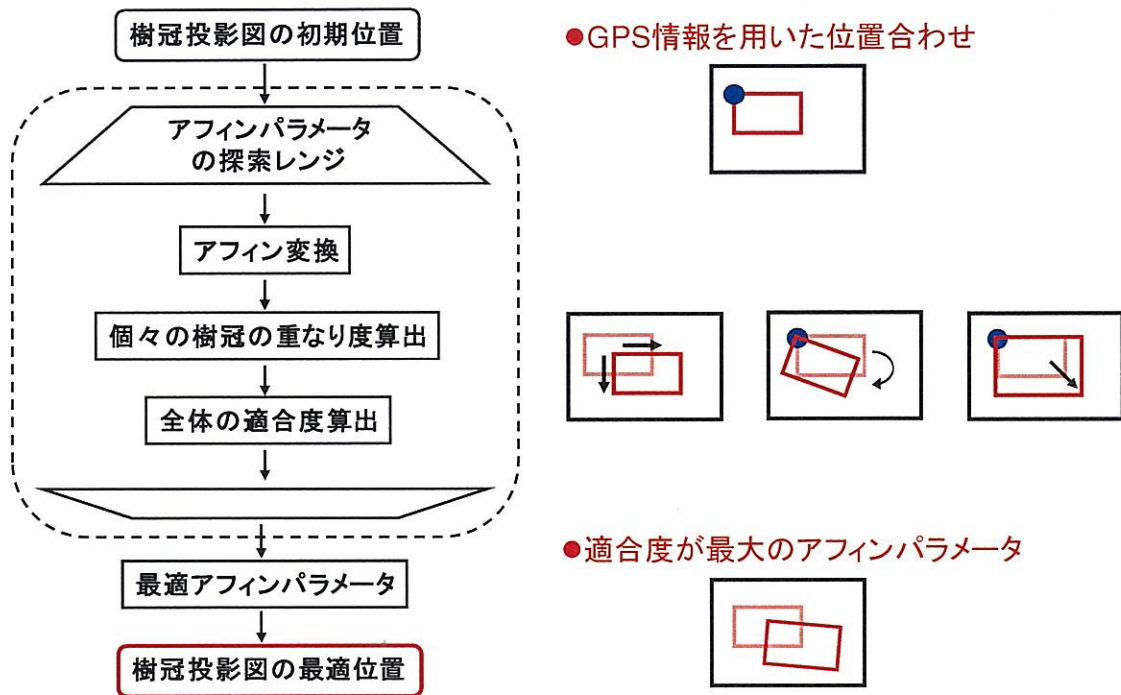 樹冠投影図の初期位置
アフィンパラメータ
の探索レンジ
アフィン変換
個々の樹冠の重なり度算出
全体の適合度算出
最適アフィンパラメータ
樹冠投影図の最適位置
●GPS情報を用いた位置合わせ
●適合度が最大のアフィンパラメータ